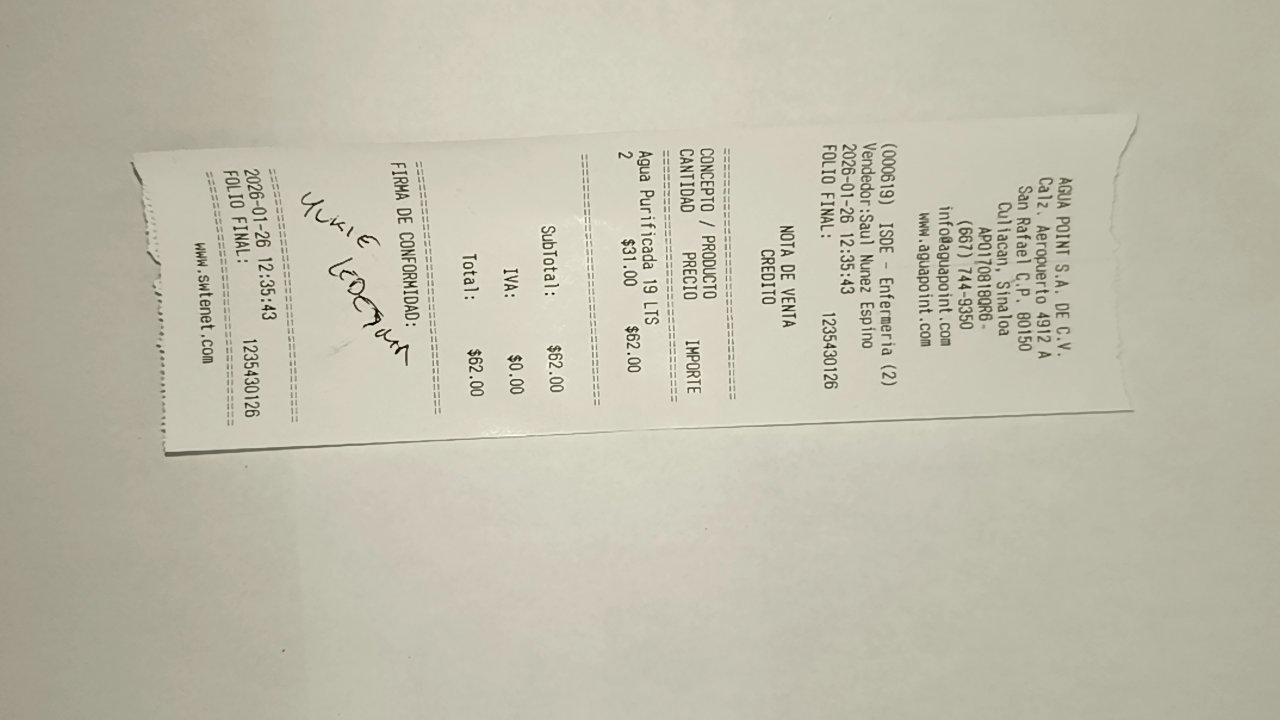 AGUA POINT S.A. DE C.V.
Calz. Aeropuerto 4912 A
San Rafael C.P. 80150
Culiacan, Sinaloa
APO170818QR6-
(667) 744-9350
info@aguapoint.com
www.aguapoint.com
(000619) ISDE - Enfermeria (2)
Vendedor:Saul Nunez Espino
2026-01-26 12:35:43
FOLIO FINAL: 1235430126
NOTA DE VENTA
CREDITO
==============================
CONCEPTO / PRODUCTO
CANTIDAD PRECIO IMPORTE
==============================
Agua Purificada 19 LTS
2 $31.00 $62.00
==============================
SubTotal: $62.00
IVA: $0.00
Total: $62.00
==============================
FIRMA DE CONFORMIDAD:
YUKIE
==============================
2026-01-26 12:35:43
FOLIO FINAL: 1235430126
==============================
www.swtenet.com